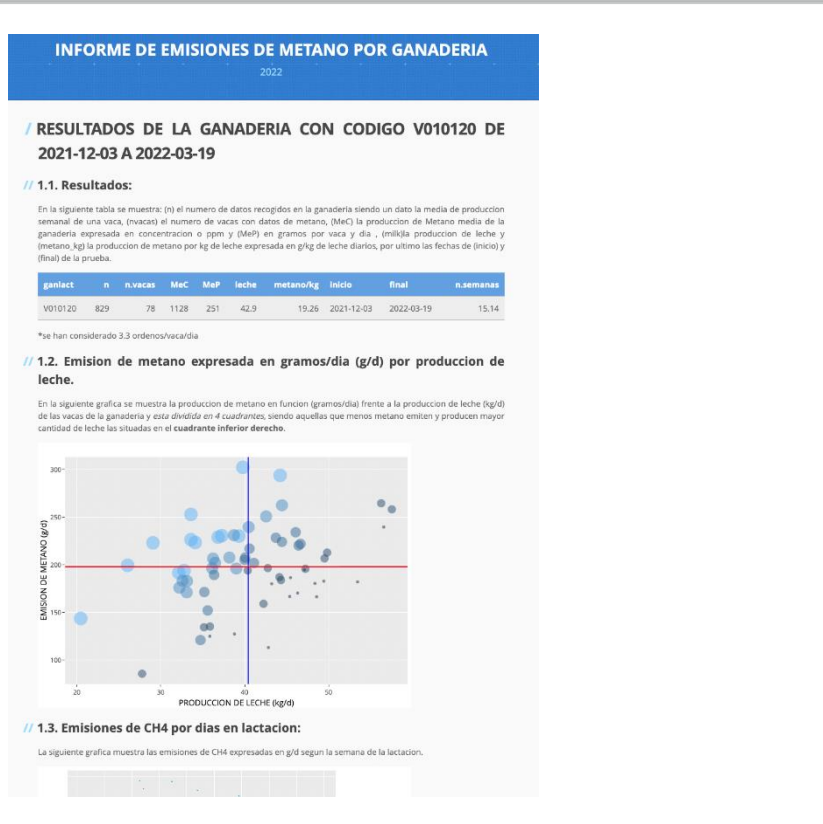 INFORME DE EMISIONES DE METANO POR GANADERIA
2022
/ RESULTADOS DE LA GANADERIA CON CODIGO V010120 DE
2021-12-03 A 2022-03-19
// 1.1. Resultados:
En la siguiente tabla se muestra: (n) el numero de datos recogidos en la ganaderia siendo un dato la media de produccion
semanal de una vaca, (nvacas) el numero de vacas con datos de metano, (MeC) la produccion de Metano media de la
ganaderia expresada en concentracion o ppm y (MeP) en gramos por vaca y dia , (milk)la produccion de leche y
(metano_kg) la produccion de metano por kg de leche expresada en g/kg de leche diarios, por ultimo las fechas de (inicio) y
(final) de la prueba.
ganlact n n.vacas MeC MeP leche metano/kg inicio final n.semanas
V010120 829 78 1128 251 42.9 19.26 2021-12-03 2022-03-19 15.14
*se han considerado 3.3 ordenos/vaca/dia
// 1.2. Emision de metano expresada en gramos/dia (g/d) por produccion de
leche.
En la siguiente grafica se muestra la produccion de metano en funcion (gramos/dia) frente a la produccion de leche (kg/d)
de las vacas de la ganaderia y esta dividida en 4 cuadrantes, siendo aquellas que menos metano emiten y producen mayor
cantidad de leche las situadas en el cuadrante inferior derecho.
300
250
200
150
100
EMISION DE METANO (g/d)
20 30 40 50
PRODUCCION DE LECHE (kg/d)
// 1.3. Emisiones de CH4 por dias en lactacion:
La siguiente grafica muestra las emisiones de CH4 expresadas en g/d segun la semana de la lactacion.